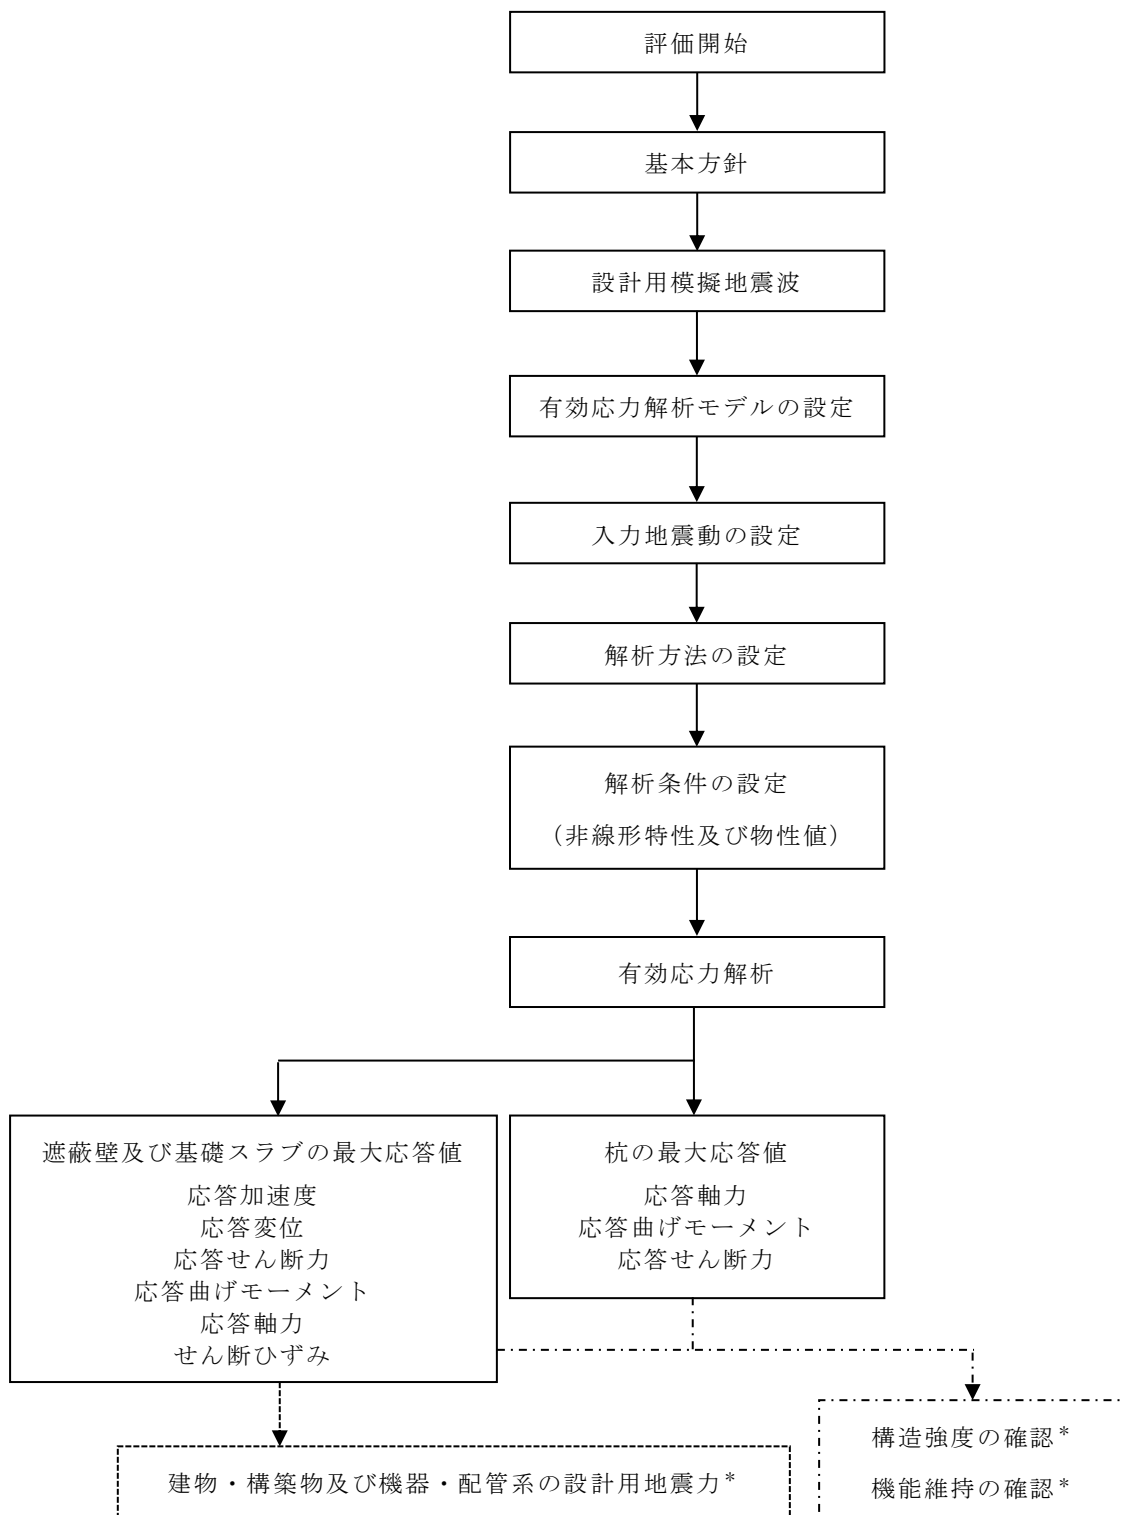 評価開始
基本方針
設計用模擬地震波
有効応力解析モデルの設定
入力地震動の設定
解析方法の設定
解析条件の設定
（非線形特性及び物性値）
有効応力解析
遮蔽壁及び基礎スラブの最大応答値
応答加速度
応答変位
応答せん断力
応答曲げモーメント
応答軸力
せん断ひずみ
杭の最大応答値
応答軸力
応答曲げモーメント
応答せん断力
建物・構築物及び機器・配管系の設計用地震力*
構造強度の確認*
機能維持の確認*